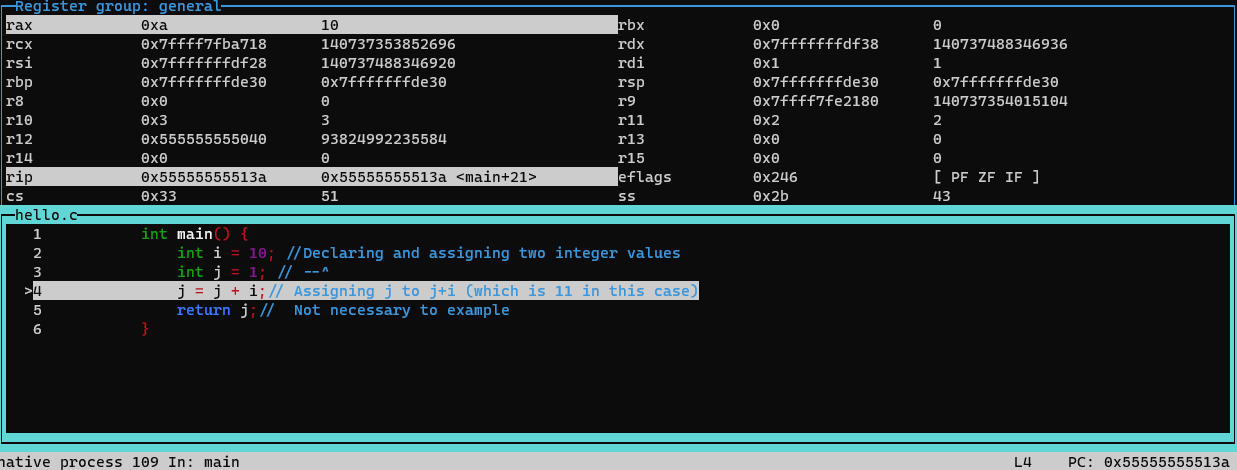 Register group: general
rax 0xa 10 rbx 0x0 0
rcx 0x7ffff7fba718 140737353852696 rdx 0x7fffffffdf38 140737488346936
rsi 0x7fffffffdf28 140737488346920 rdi 0x1 1
rbp 0x7fffffffde30 0x7fffffffde30 rsp 0x7fffffffde30 0x7fffffffde30
r8 0x0 0 r9 0x7ffff7fe2180 140737354015104
r10 0x3 3 r11 0x2 2
r12 0x555555555040 93824992235584 r13 0x0 0
r14 0x0 0 r15 0x0 0
rip 0x55555555513a 0x55555555513a <main+21> eflags 0x246 [ PF ZF IF ]
cs 0x33 51 ss 0x2b 43
hello.c
1 int main() {
2 int i = 10; //Declaring and assigning two integer values
3 int j = 1; // --^
>4 j = j + i;// Assigning j to j+i (which is 11 in this case)
5 return j;//  Not necessary to example
6 }
native process 109 In: main L4 PC: 0x55555555513a